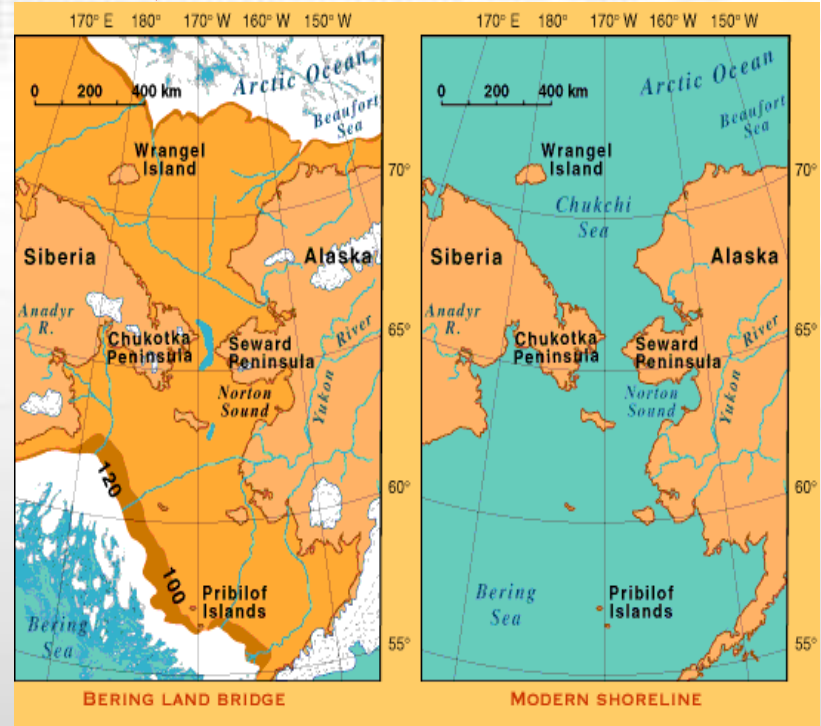 170° E 180° 170° W 160° W 150° W
0 200 400 km
Arctic Ocean
Beaufort
Sea
Wrangel
Island
Siberia
Alaska
Anadyr
R.
Chukotka
Peninsula
Seward
Peninsula
Norton
Sound
Yukon
River
120
100
Pribilof
Islands
Bering
Sea
70°
65°
60°
55°
BERING LAND BRIDGE
170° E 180° 170° W 160° W 150° W
0 200 400 km
Arctic Ocean
Beaufort
Sea
Wrangel
Island
Chukchi
Sea
Siberia
Alaska
Anadyr
R.
Chukotka
Peninsula
Seward
Peninsula
Norton
Sound
Yukon
River
Bering
Sea
Pribilof
Islands
70°
65°
60°
55°
MODERN SHORELINE